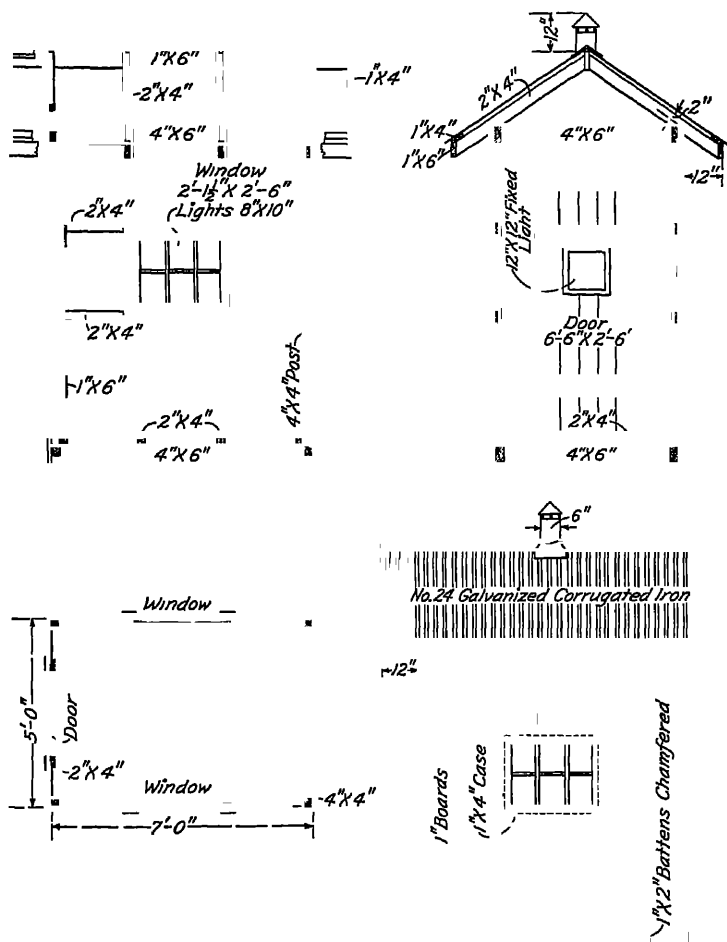 1"X6"
2"X4"
1"X4"
4"X6"
Window
2'-1½" X 2'-6"
Lights 8"X10"
2"X4"
2"X4"
1"X6"
4"X4" Post
2"X4"
4"X6"
12"
2"X4"
2"
1"X4"
1"X6"
4"X6"
12"
12"X12" Fixed
Light
Door
6'-6"X 2'-6'
2"X4"
4"X6"
Window
5'-0"
Door
2"X4"
Window
4"X4"
7'-0"
6"
No. 24 Galvanized Corrugated Iron
12"
1" Boards
1"X4" Case
1"X2" Battens Chamfered